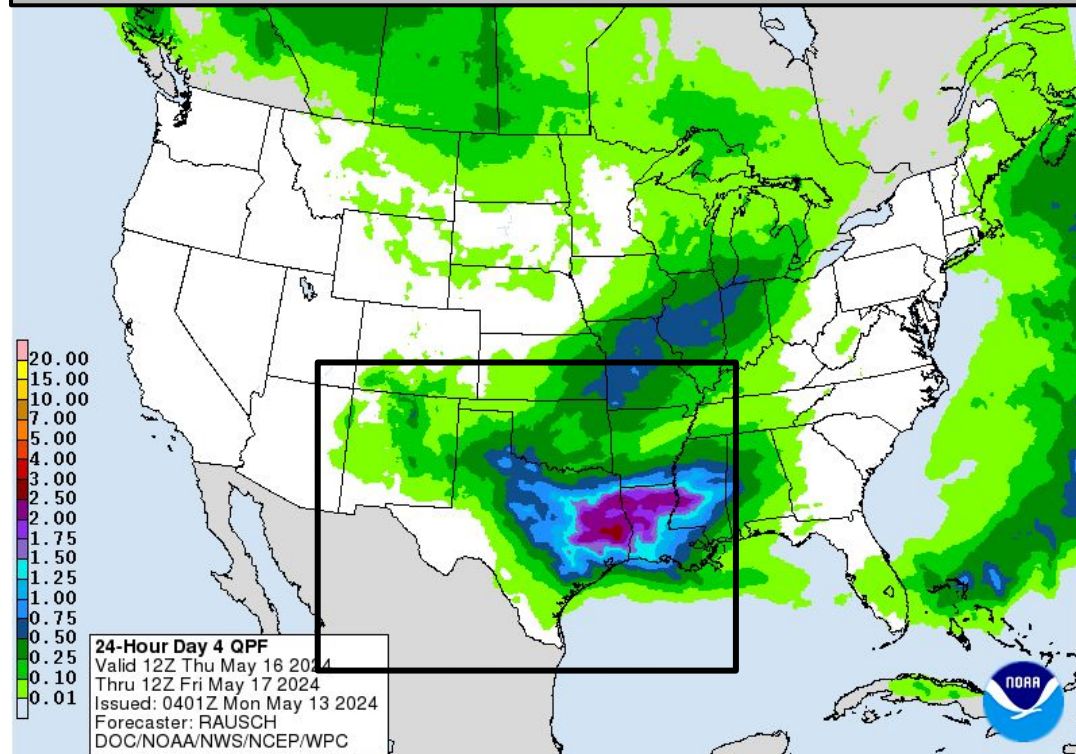 20.00
15.00
10.00
7.00
5.00
4.00
3.00
2.50
2.00
1.75
1.50
1.25
1.00
0.75
0.50
0.25
0.10
0.01
24-Hour Day 4 QPF
Valid 12Z Thu May 16 2024
Thru 12Z Fri May 17 2024
Issued: 0401Z Mon May 13 2024
Forecaster: RAUSCH
DOC/NOAA/NWS/NCEP/WPC
NOAA